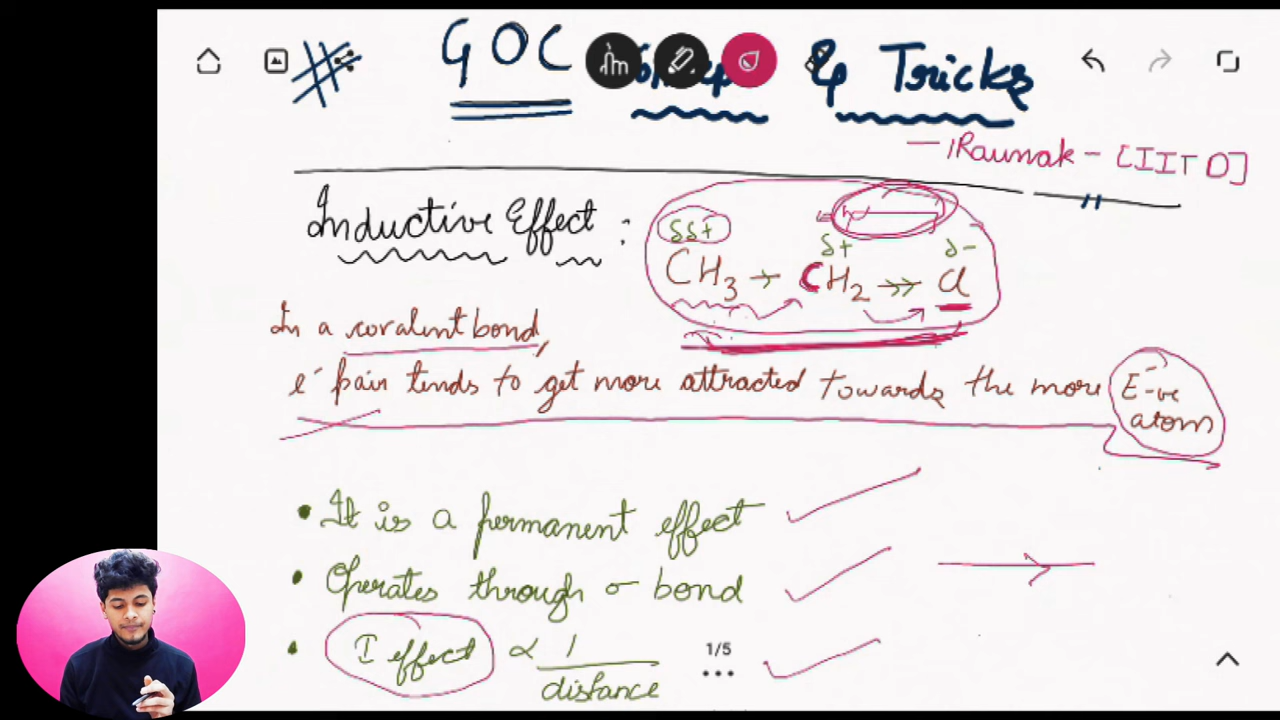 # GOC & Tricks
— Raunak - [IIT D]
Inductive Effect :
δδ+ δ+ δ-
CH3 → CH2 →→ Cl
In a covalent bond,
e⁻ pain tends to get more attracted towards the more E⁻-ve atom
• It is a permanent effect
• Operates through σ bond
• I effect ∝ 1/distance
1/5